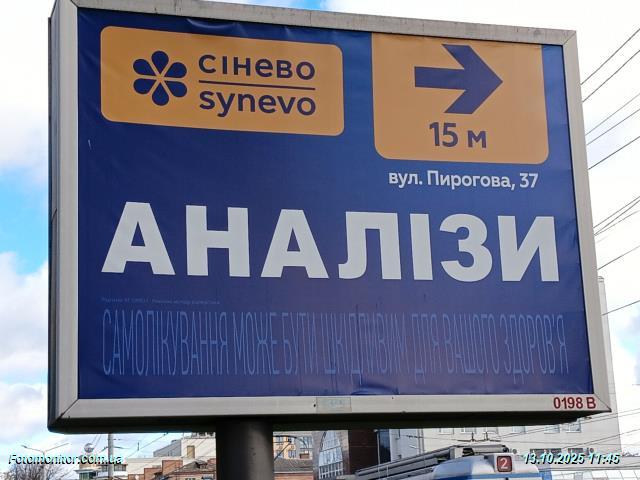 сінево
synevo
15 м
вул. Пирогова, 37
АНАЛІЗИ
САМОЛІКУВАННЯ МОЖЕ БУТИ ШКІДЛИВИМ ДЛЯ ВАШОГО ЗДОРОВ'Я
0198 B
2
Fotomonitor.com.ua
13.10.2025 11:45